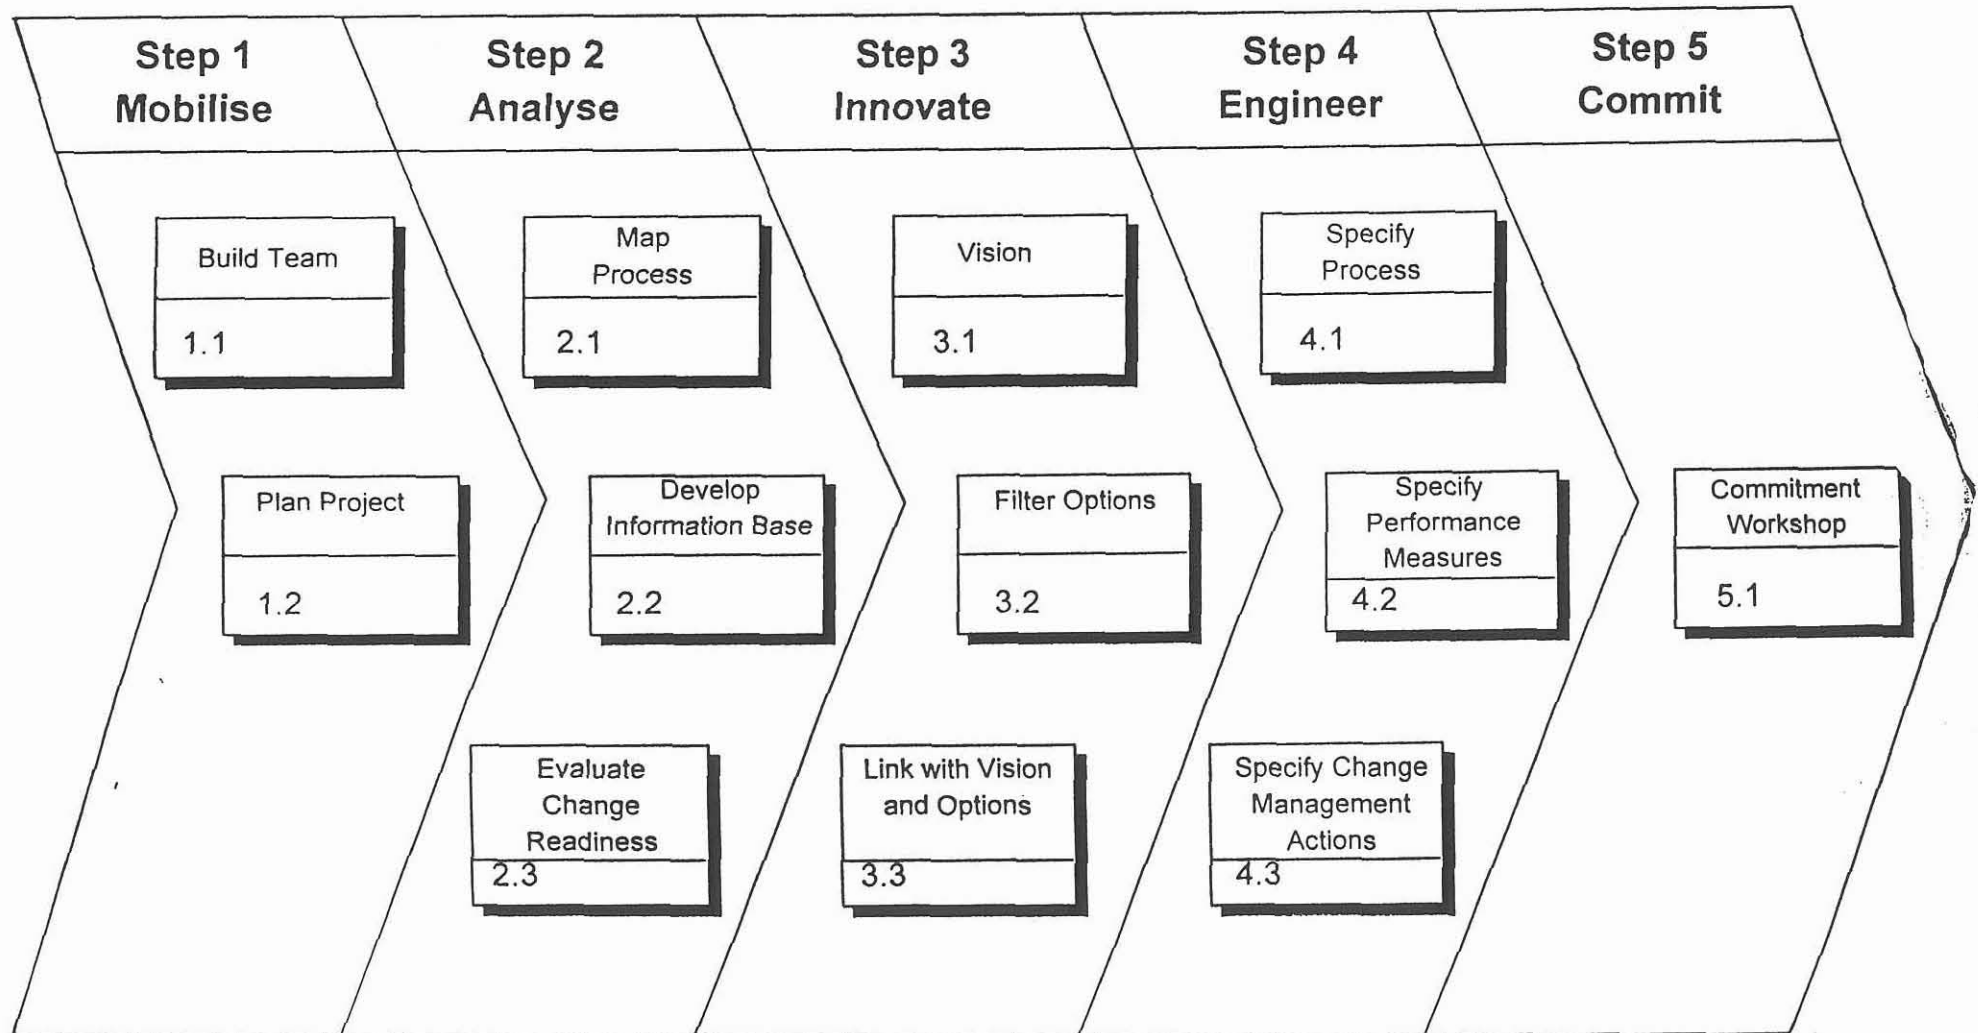 Step 1
Mobilise
Step 2
Analyse
Step 3
Innovate
Step 4
Engineer
Step 5
Commit
Build Team
1.1
Map
Process
2.1
Vision
3.1
Specify
Process
4.1
Plan Project
1.2
Develop
Information Base
2.2
Filter Options
3.2
Specify
Performance
Measures
4.2
Commitment
Workshop
5.1
Evaluate
Change
Readiness
2.3
Link with Vision
and Options
3.3
Specify Change
Management
Actions
4.3